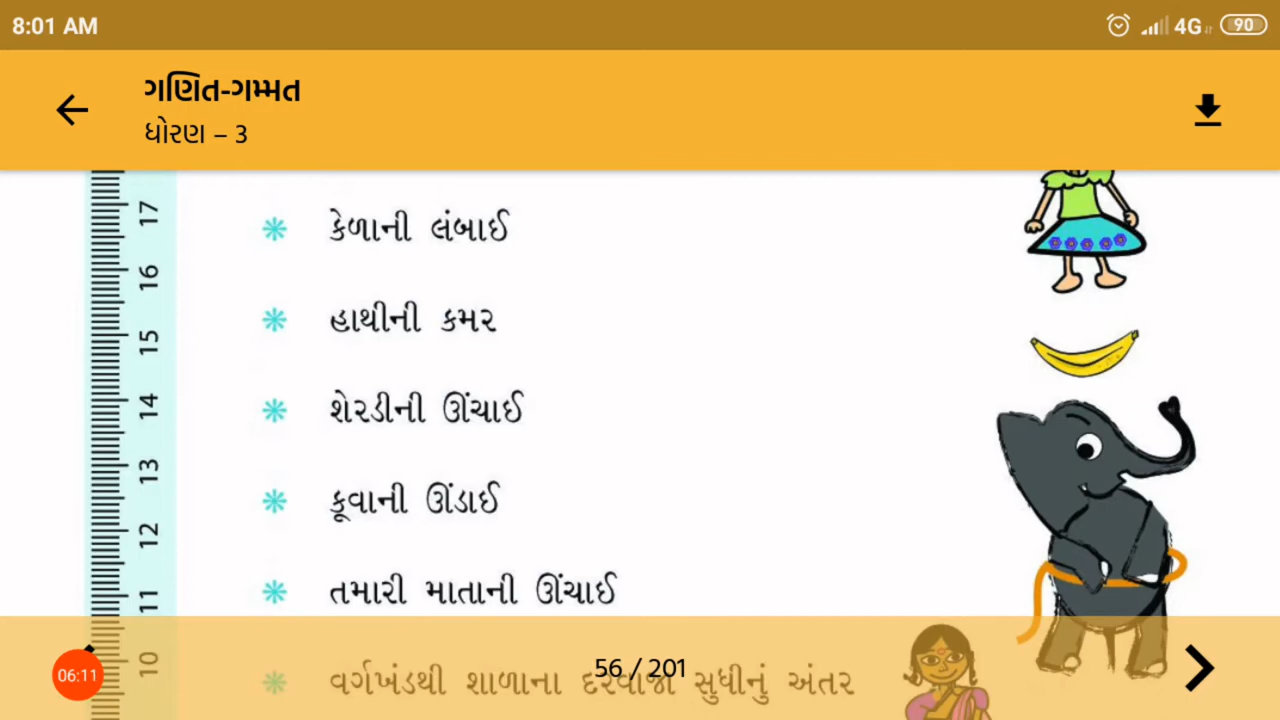 8:01 AM
4G
90
ગણિત-ગમ્મત
ધોરણ – 3
17
16
15
14
13
12
11
10
કેળાની લંબાઈ
હાથીની કમર
શેરડીની ઊંચાઈ
કૂવાની ઊંડાઈ
તમારી માતાની ઊંચાઈ
વર્ગખંડથી શાળાના દરવાજા સુધીનું અંતર
06:11
56 / 201